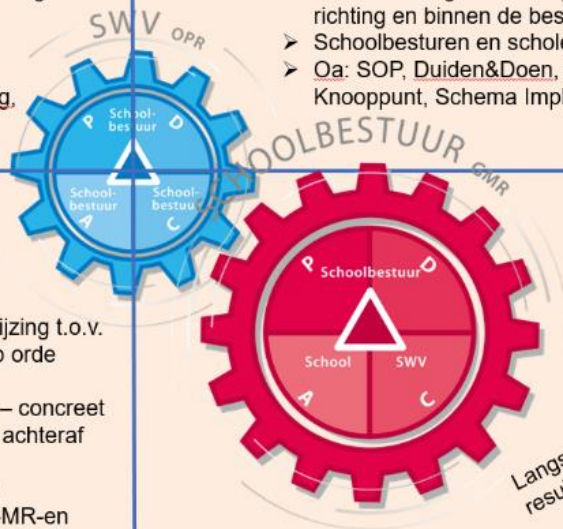 richting en binnen de bes
➢ Schoolbesturen en schole
➢ Oa: SOP, Duiden&Doen,
Knooppunt, Schema Impl
SWV OPR
g,
School-
bestuur
P D
School-
bestuur
School-
bestuu
A C
SCHOOLBESTUUR GMR
P D
Schoolbestuur
School SWV
A C
jzing t.o.v.
orde
– concreet
achteraf
MR-en
Langs
resu